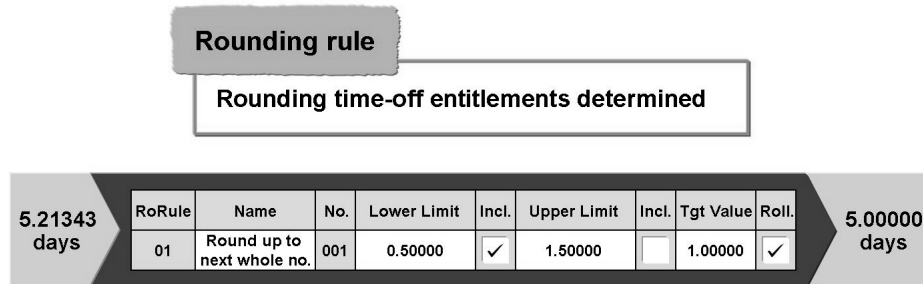 Rounding rule
Rounding time-off entitlements determined
5.21343
days
RoRule Name No. Lower Limit Incl. Upper Limit Incl. Tgt Value Roll.
01 Round up to
next whole no. 001 0.50000 ✓ 1.50000 1.00000 ✓
5.00000
days